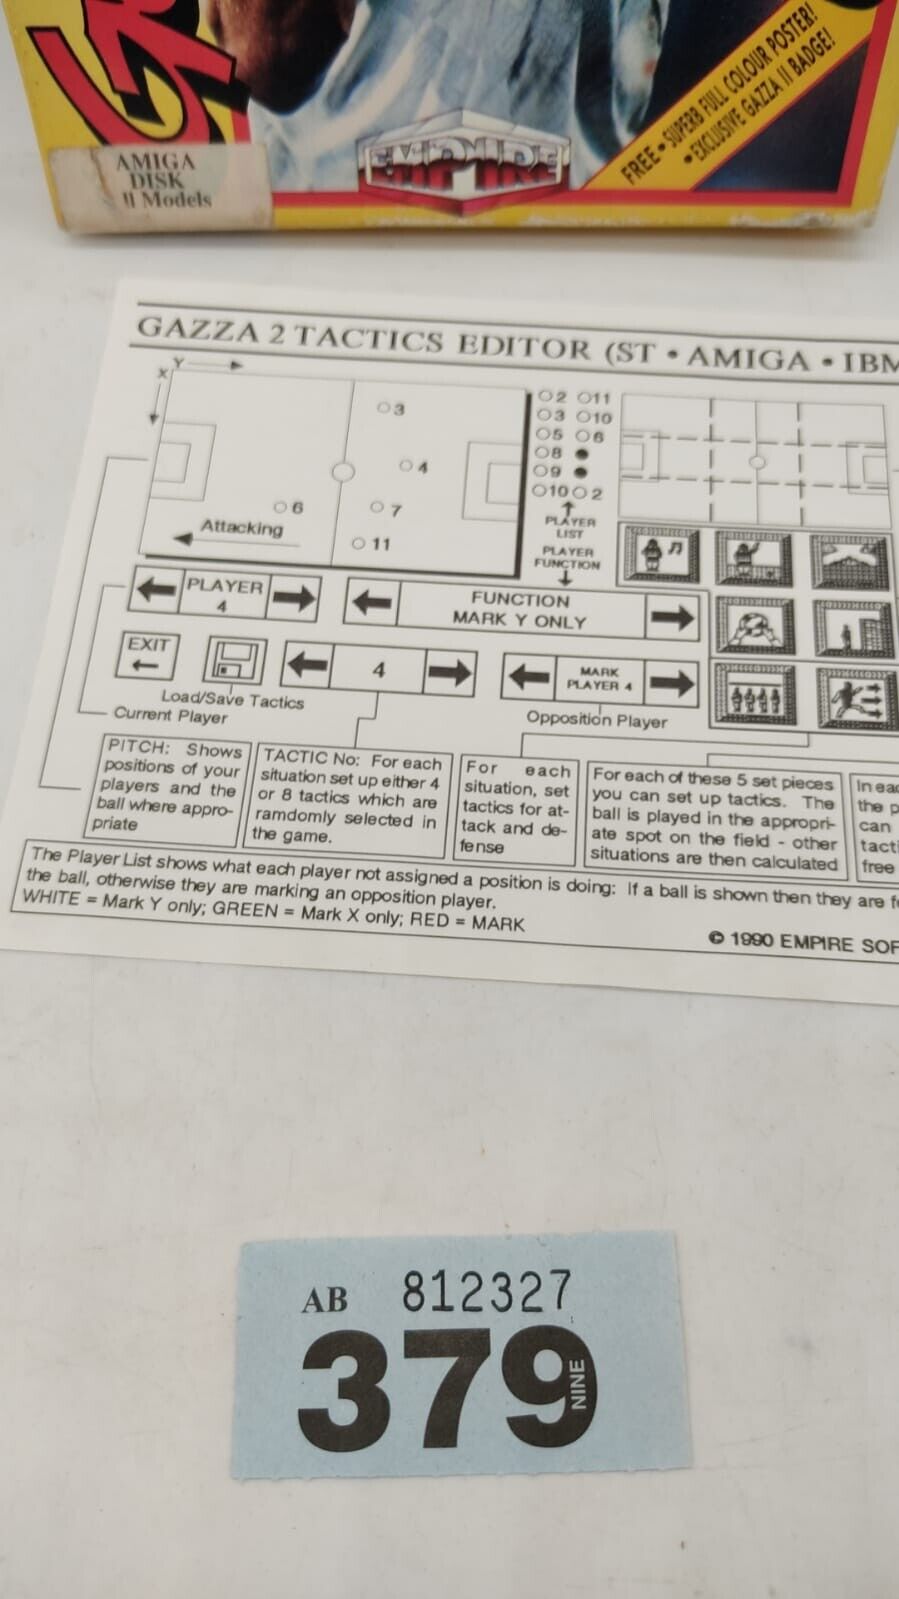 FREE • SUPERB FULL COLOUR POSTER!
• EXCLUSIVE GAZZA II BADGE!
EMPIRE
AMIGA
DISK
ll Models
GAZZA 2 TACTICS EDITOR (ST • AMIGA • IBM
Y
X
3
4
6
7
11
Attacking
2 11
3 10
5 6
8
9
10 2
PLAYER
LIST
PLAYER
FUNCTION
PLAYER
4
FUNCTION
MARK Y ONLY
EXIT
4
MARK
PLAYER 4
Load/Save Tactics
Current Player
Opposition Player
PITCH: Shows
positions of your
players and the
ball where appro-
priate
TACTIC No: For each
situation set up either 4
or 8 tactics which are
ramdomly selected in
the game.
For each
situation, set
tactics for at-
tack and de-
fense
For each of these 5 set pieces
you can set up tactics. The
ball is played in the appropri-
ate spot on the field - other
situations are then calculated
In eac
the p
can
tacti
free
The Player List shows what each player not assigned a position is doing: If a ball is shown then they are f
the ball, otherwise they are marking an opposition player.
WHITE = Mark Y only; GREEN = Mark X only; RED = MARK
© 1990 EMPIRE SOF
AB 812327
379
NINE